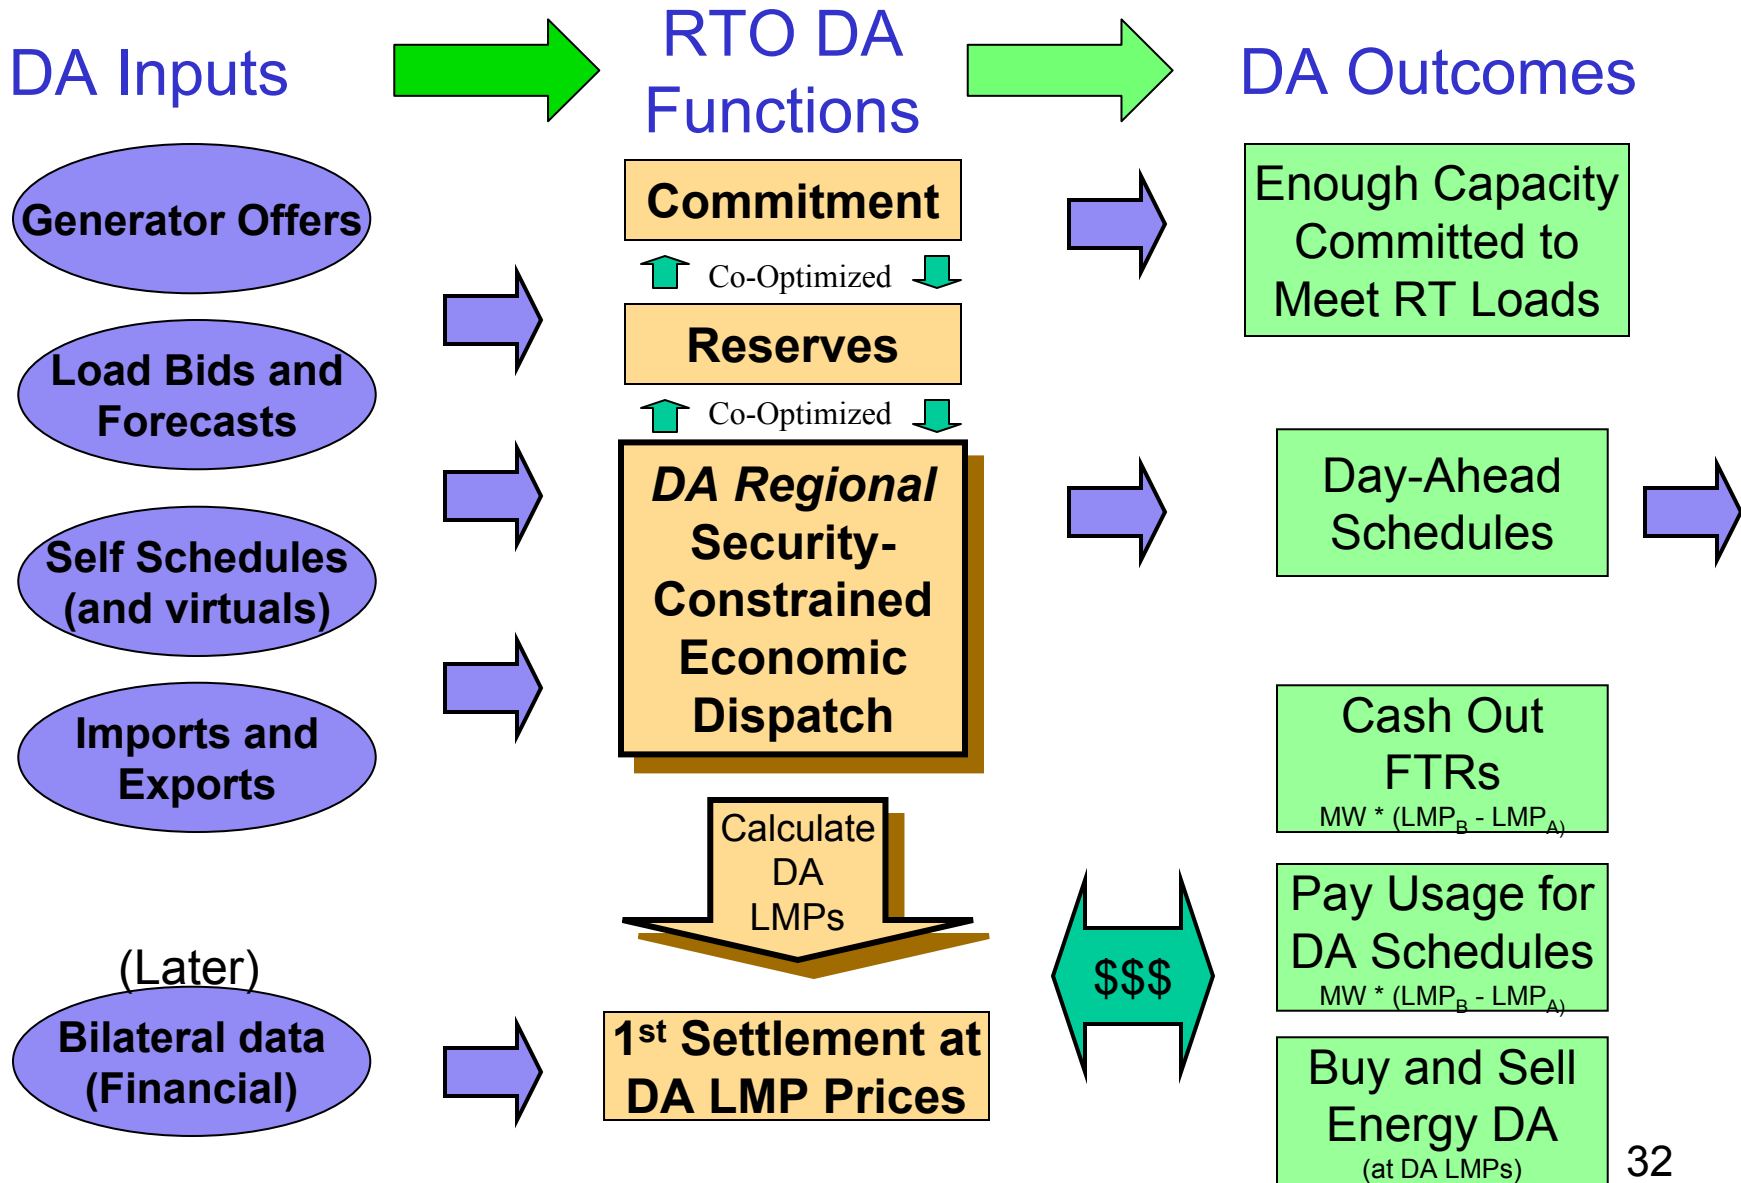 DA Inputs
RTO DA
Functions
DA Outcomes
Generator Offers
Load Bids and
Forecasts
Self Schedules
(and virtuals)
Imports and
Exports
(Later)
Bilateral data
(Financial)
Commitment
Co-Optimized
Reserves
Co-Optimized
DA Regional
Security-
Constrained
Economic
Dispatch
Calculate
DA
LMPs
1st Settlement at
DA LMP Prices
$$$
Enough Capacity
Committed to
Meet RT Loads
Day-Ahead
Schedules
Cash Out
FTRs
MW * (LMPB - LMPA)
Pay Usage for
DA Schedules
MW * (LMPB - LMPA)
Buy and Sell
Energy DA
(at DA LMPs)
32